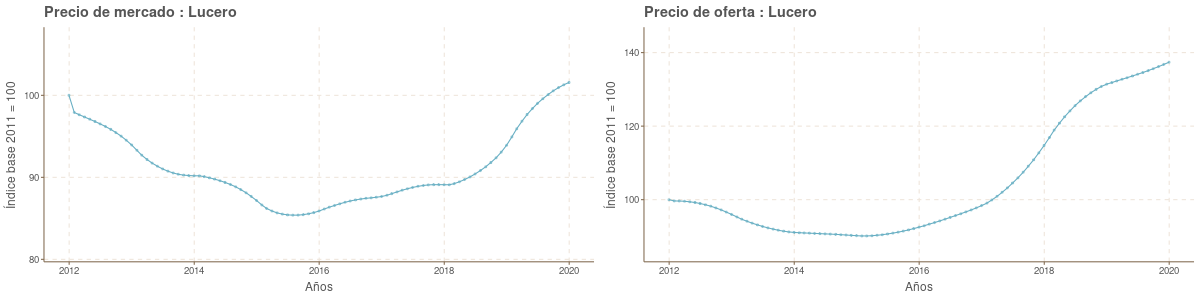 Precio de mercado : Lucero
Índice base 2011 = 100
100
90
80
2012 2014 2016 2018 2020
Años
Precio de oferta : Lucero
Índice base 2011 = 100
140
120
100
2012 2014 2016 2018 2020
Años